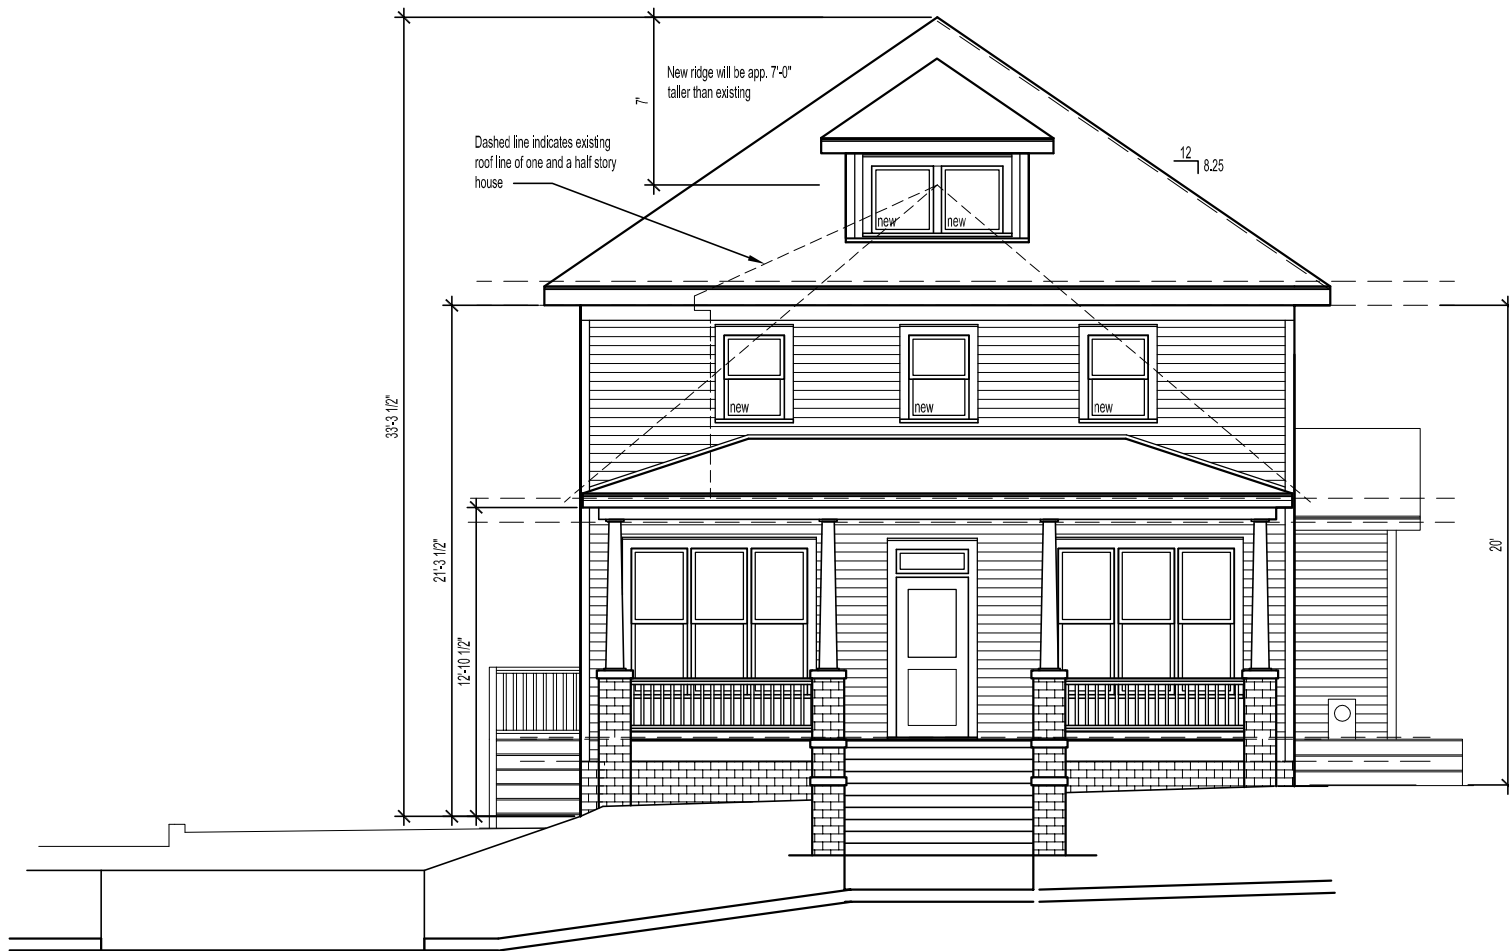 New ridge will be app. 7'-0"
taller than existing
7'
Dashed line indicates existing
roof line of one and a half story
house
12
8.25
new
new
new
new
new
33'-3 1/2"
21'-3 1/2"
12'-10 1/2"
20'